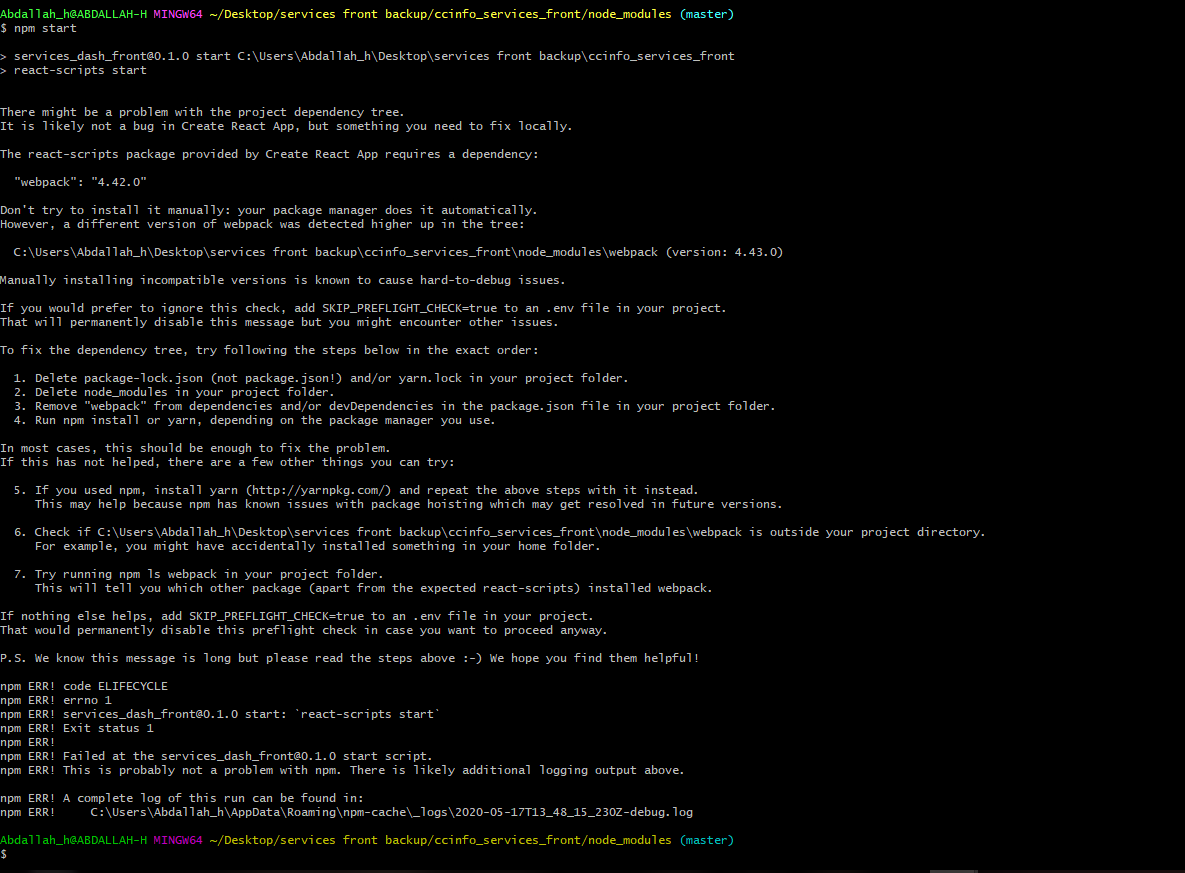 Abdallah_h@ABDALLAH-H MINGW64 ~/Desktop/services front backup/ccinfo_services_front/node_modules (master)
$ npm start
> services_dash_front@0.1.0 start C:\Users\Abdallah_h\Desktop\services front backup\ccinfo_services_front
> react-scripts start
There might be a problem with the project dependency tree.
It is likely not a bug in Create React App, but something you need to fix locally.
The react-scripts package provided by Create React App requires a dependency:
"webpack": "4.42.0"
Don't try to install it manually: your package manager does it automatically.
However, a different version of webpack was detected higher up in the tree:
C:\Users\Abdallah_h\Desktop\services front backup\ccinfo_services_front\node_modules\webpack (version: 4.43.0)
Manually installing incompatible versions is known to cause hard-to-debug issues.
If you would prefer to ignore this check, add SKIP_PREFLIGHT_CHECK=true to an .env file in your project.
That will permanently disable this message but you might encounter other issues.
To fix the dependency tree, try following the steps below in the exact order:
1. Delete package-lock.json (not package.json!) and/or yarn.lock in your project folder.
2. Delete node_modules in your project folder.
3. Remove "webpack" from dependencies and/or devDependencies in the package.json file in your project folder.
4. Run npm install or yarn, depending on the package manager you use.
In most cases, this should be enough to fix the problem.
If this has not helped, there are a few other things you can try:
5. If you used npm, install yarn (http://yarnpkg.com/) and repeat the above steps with it instead.
This may help because npm has known issues with package hoisting which may get resolved in future versions.
6. Check if C:\Users\Abdallah_h\Desktop\services front backup\ccinfo_services_front\node_modules\webpack is outside your project directory.
For example, you might have accidentally installed something in your home folder.
7. Try running npm ls webpack in your project folder.
This will tell you which other package (apart from the expected react-scripts) installed webpack.
If nothing else helps, add SKIP_PREFLIGHT_CHECK=true to an .env file in your project.
That would permanently disable this preflight check in case you want to proceed anyway.
P.S. We know this message is long but please read the steps above :-) We hope you find them helpful!
npm ERR! code ELIFECYCLE
npm ERR! errno 1
npm ERR! services_dash_front@0.1.0 start: `react-scripts start`
npm ERR! Exit status 1
npm ERR!
npm ERR! Failed at the services_dash_front@0.1.0 start script.
npm ERR! This is probably not a problem with npm. There is likely additional logging output above.
npm ERR! A complete log of this run can be found in:
npm ERR!     C:\Users\Abdallah_h\AppData\Roaming\npm-cache\_logs\2020-05-17T13_48_15_230Z-debug.log
Abdallah_h@ABDALLAH-H MINGW64 ~/Desktop/services front backup/ccinfo_services_front/node_modules (master)
$